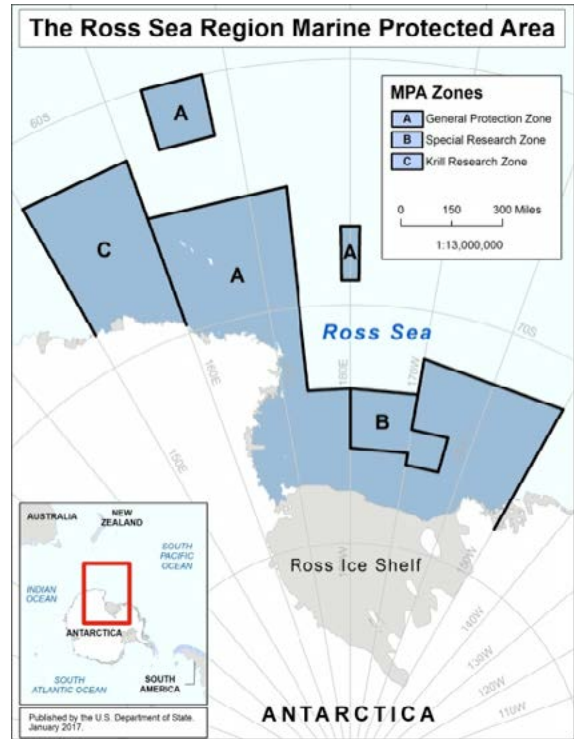 The Ross Sea Region Marine Protected Area
MPA Zones
A General Protection Zone
B Special Research Zone
C Krill Research Zone
0 150 300 Miles
1:13,000,000
60S
A
C
A
A
Ross Sea
70S
160E
180E
170W
B
150E
Ross Ice Shelf
150W
140W
130W
120W
110W
ANTARCTICA
AUSTRALIA
NEW
ZEALAND
SOUTH
PACIFIC
OCEAN
INDIAN
OCEAN
ANTARCTICA
SOUTH
ATLANTIC OCEAN
SOUTH
AMERICA
Published by the U.S. Department of State.
January 2017.